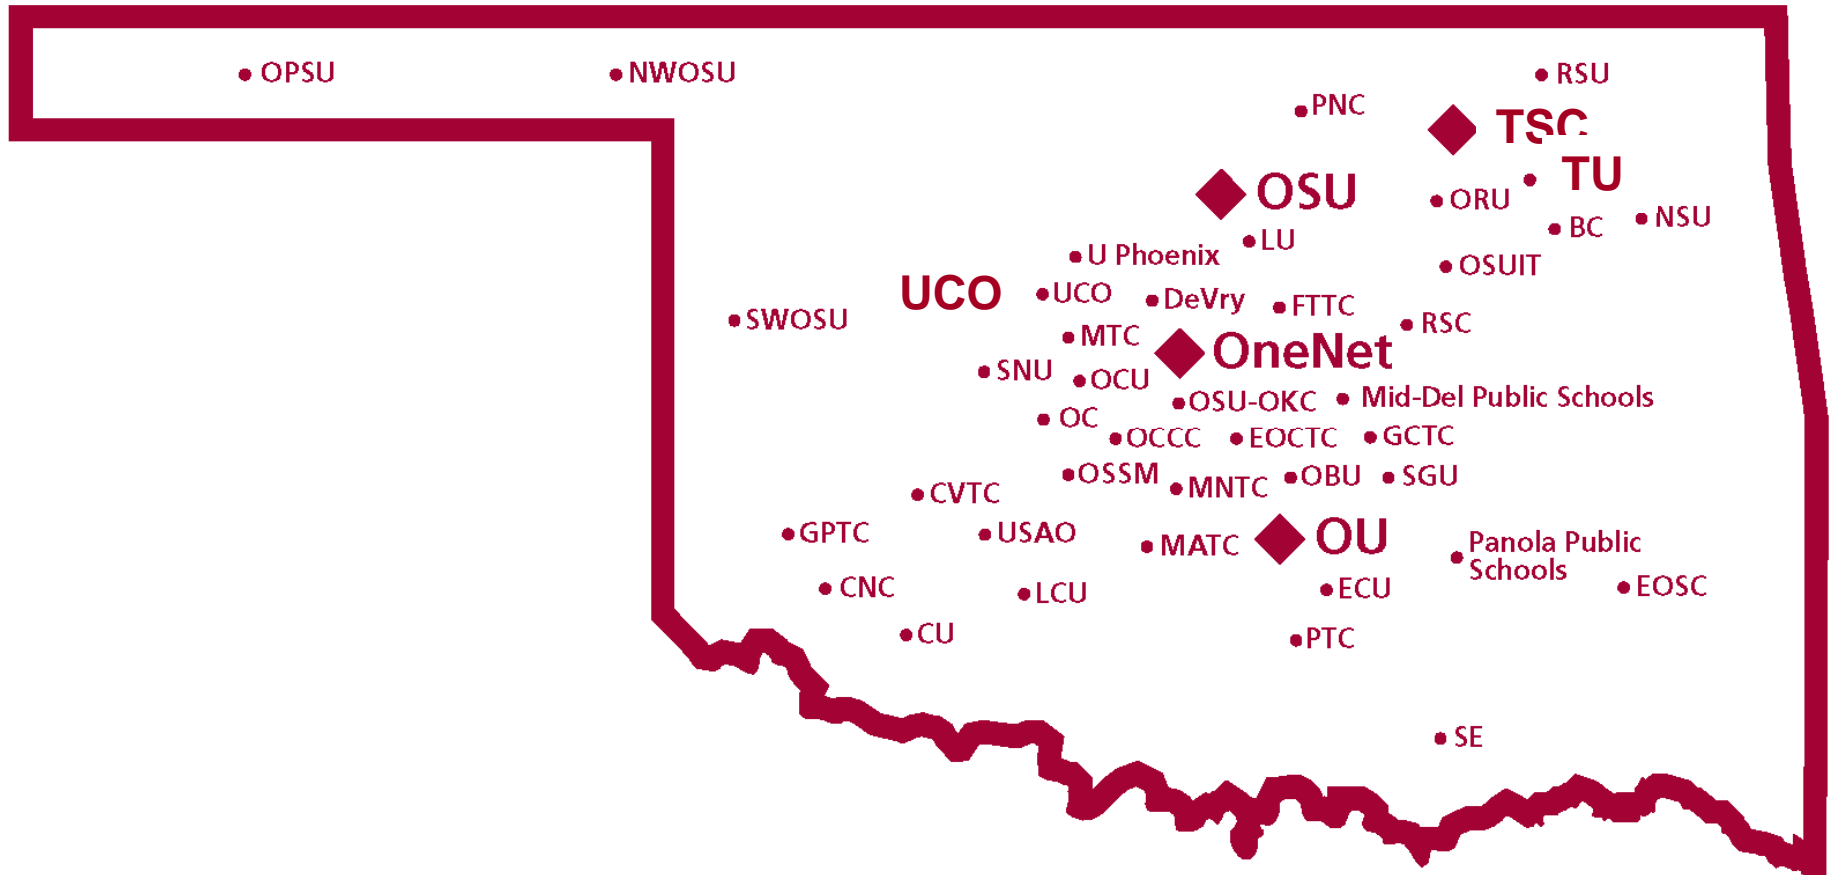 OPSU
NWOSU
RSU
PNC
TSC
TU
OSU
ORU
NSU
BC
LU
U Phoenix
OSUIT
UCO
UCO
DeVry
FTTC
SWOSU
RSC
MTC
OneNet
SNU
OCU
OSU-OKC
Mid-Del Public Schools
OC
OCCC
EOCTC
GCTC
OSSM
MNTC
OBU
SGU
CVTC
GPTC
USAO
MATC
OU
Panola Public
Schools
CNC
LCU
ECU
EOSC
CU
PTC
SE